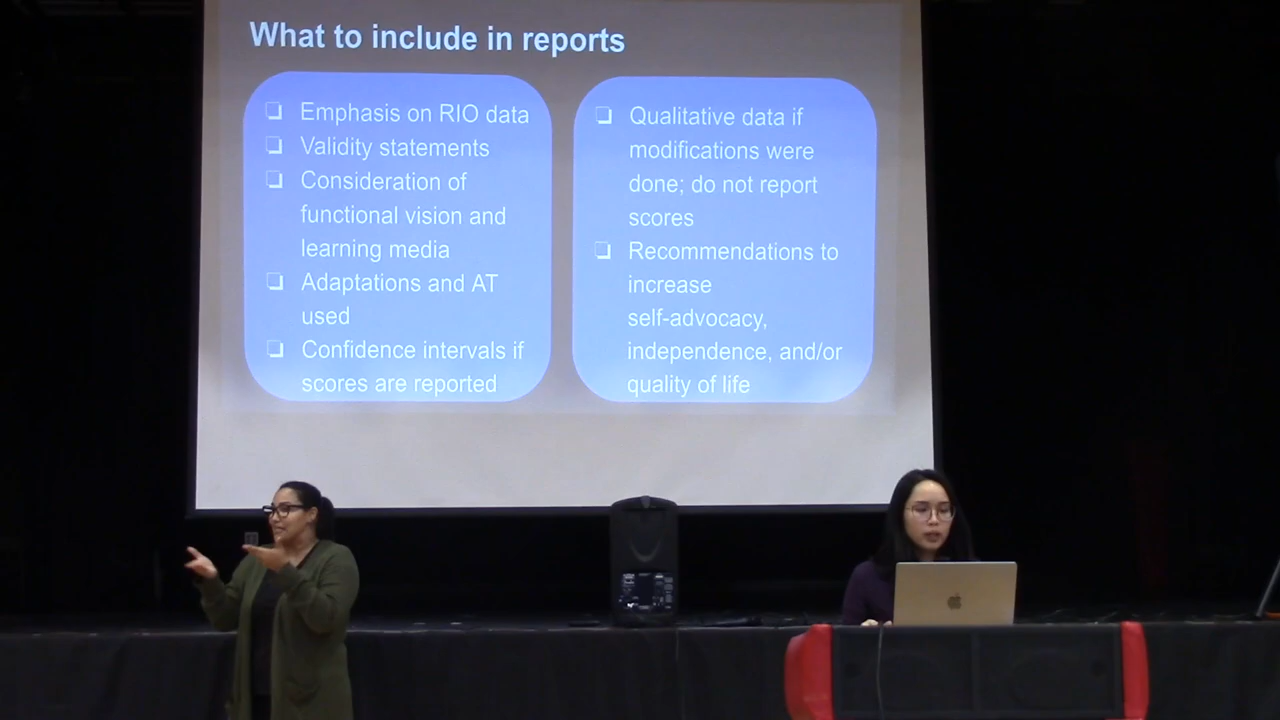 What to include in reports
❏ Emphasis on RIO data
❏ Validity statements
❏ Consideration of
functional vision and
learning media
❏ Adaptations and AT
used
❏ Confidence intervals if
scores are reported
❏ Qualitative data if
modifications were
done; do not report
scores
❏ Recommendations to
increase
self-advocacy,
independence, and/or
quality of life